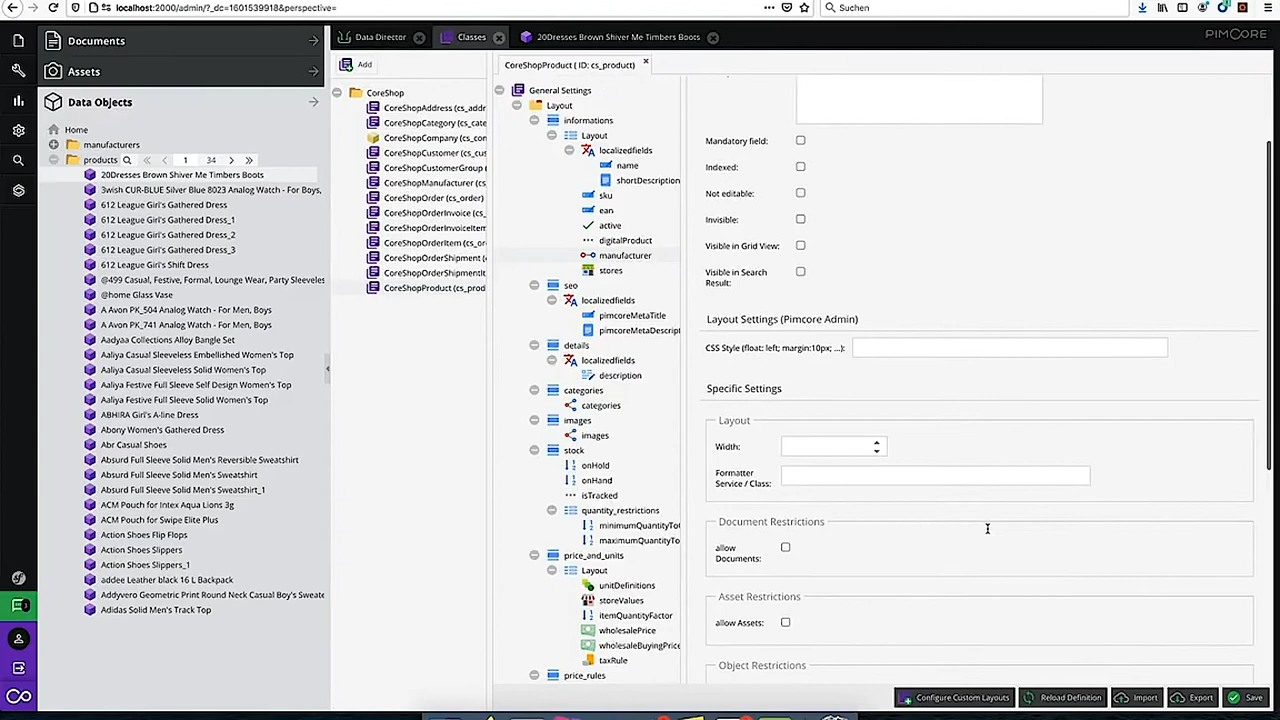 localhost:2000/admin/?_dc=1601539918&perspective=
Suchen
Documents
Assets
Data Objects
Home
manufacturers
products
1
34
20Dresses Brown Shiver Me Timbers Boots
3wish CUR-BLUE Silver Blue 8023 Analog Watch - For Boys,
612 League Girl's Gathered Dress
612 League Girl's Gathered Dress_1
612 League Girl's Gathered Dress_2
612 League Girl's Gathered Dress_3
612 League Girl's Shift Dress
@499 Casual, Festive, Formal, Lounge Wear, Party Sleeveles
@home Glass Vase
A Avon PK_504 Analog Watch - For Men, Boys
A Avon PK_741 Analog Watch - For Men, Boys
Aadyaa Collections Alloy Bangle Set
Aaliya Casual Sleeveless Embellished Women's Top
Aaliya Casual Sleeveless Solid Women's Top
Aaliya Festive Full Sleeve Self Design Women's Top
Aaliya Festive Full Sleeve Solid Women's Top
ABHIRA Girl's A-line Dress
Abony Women's Gathered Dress
Abr Casual Shoes
Absurd Full Sleeve Solid Men's Reversible Sweatshirt
Absurd Full Sleeve Solid Men's Sweatshirt
Absurd Full Sleeve Solid Men's Sweatshirt_1
ACM Pouch for Intex Aqua Lions 3g
ACM Pouch for Swipe Elite Plus
Action Shoes Flip Flops
Action Shoes Slippers
Action Shoes Slippers_1
addee Leather black 16 L Backpack
Addyvero Geometric Print Round Neck Casual Boy's Sweate
Adidas Solid Men's Track Top
Data Director
Classes
20Dresses Brown Shiver Me Timbers Boots
PIMCORE
Add
CoreShop
CoreShopAddress (cs_addr
CoreShopCategory (cs_cate
CoreShopCompany (cs_con
CoreShopCustomer (cs_cus
CoreShopCustomerGroup (
CoreShopManufacturer (cs_
CoreShopOrder (cs_order)
CoreShopOrderInvoice (cs_
CoreShopOrderInvoiceItem
CoreShopOrderItem (cs_or
CoreShopOrderShipment (c
CoreShopOrderShipmentIt
CoreShopProduct (cs_prod
CoreShopProduct ( ID: cs_product)
General Settings
Layout
informations
Layout
localizedfields
name
shortDescription
sku
ean
active
digitalProduct
manufacturer
stores
seo
localizedfields
pimcoreMetaTitle
pimcoreMetaDescript
details
localizedfields
description
categories
categories
images
images
stock
onHold
onHand
isTracked
quantity_restrictions
minimumQuantityTo
maximumQuantityTo
price_and_units
Layout
unitDefinitions
storeValues
itemQuantityFactor
wholesalePrice
wholesaleBuyingPrice
taxRule
price_rules
Mandatory field:
Indexed:
Not editable:
Invisible:
Visible in Grid View:
Visible in Search
Result:
Layout Settings (Pimcore Admin)
CSS Style (float: left; margin:10px; ...):
Specific Settings
Layout
Width:
Formatter
Service / Class:
Document Restrictions
allow
Documents:
Asset Restrictions
allow Assets:
Object Restrictions
Configure Custom Layouts
Reload Definition
Import
Export
Save